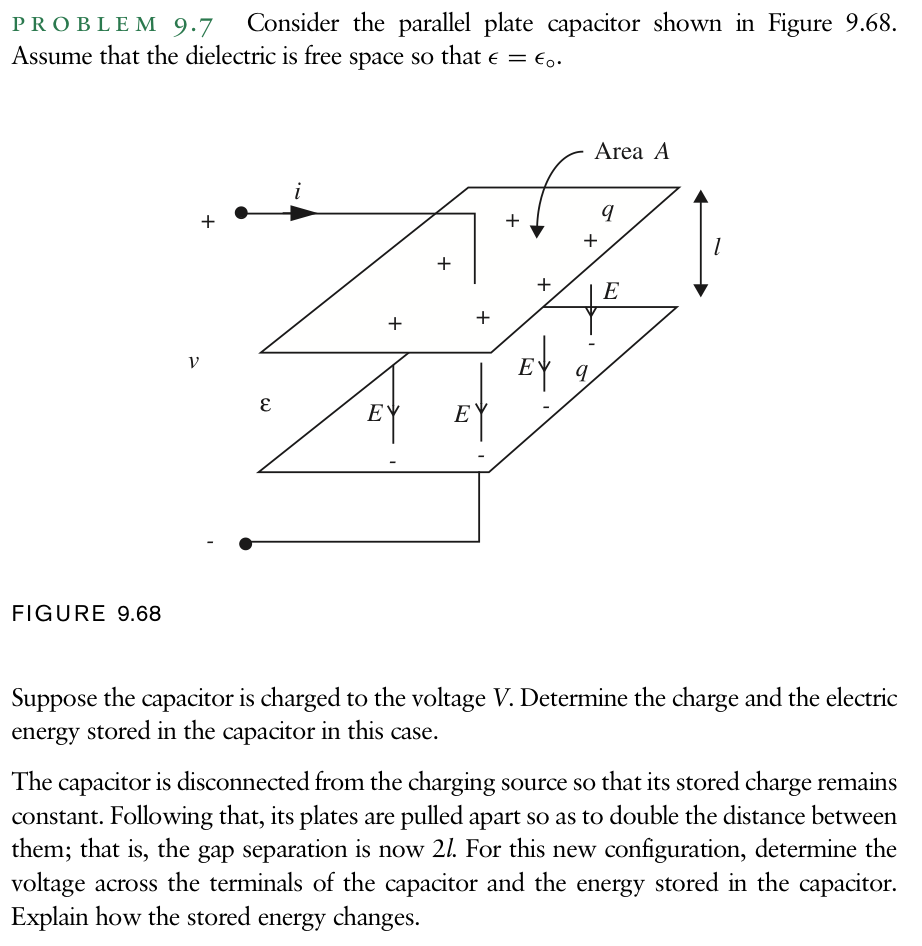 PROBLEM 9.7 Consider the parallel plate capacitor shown in Figure 9.68.
Assume that the dielectric is free space so that ϵ = ϵ₀.
Area A
i
+
+
q
+
l
+
+
E
+
+
-
v
E
q
ε
E
E
-
-
-
-
FIGURE 9.68
Suppose the capacitor is charged to the voltage V. Determine the charge and the electric
energy stored in the capacitor in this case.
The capacitor is disconnected from the charging source so that its stored charge remains
constant. Following that, its plates are pulled apart so as to double the distance between
them; that is, the gap separation is now 2l. For this new configuration, determine the
voltage across the terminals of the capacitor and the energy stored in the capacitor.
Explain how the stored energy changes.